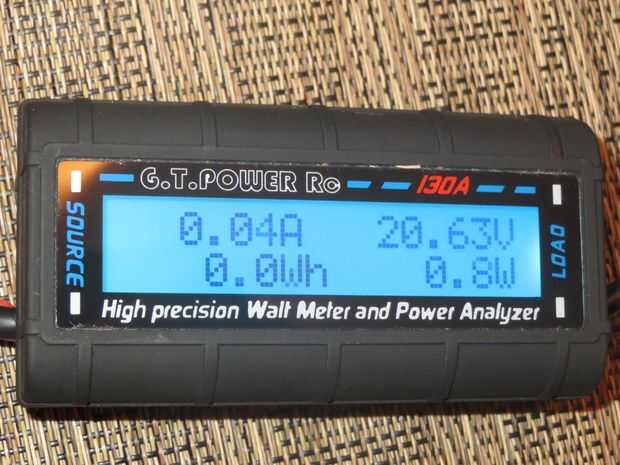 G.T.POWER RC 130A
SOURCE
0.04A 20.63V
0.0Wh 0.8W
LOAD
High precision Watt Meter and Power Analyzer